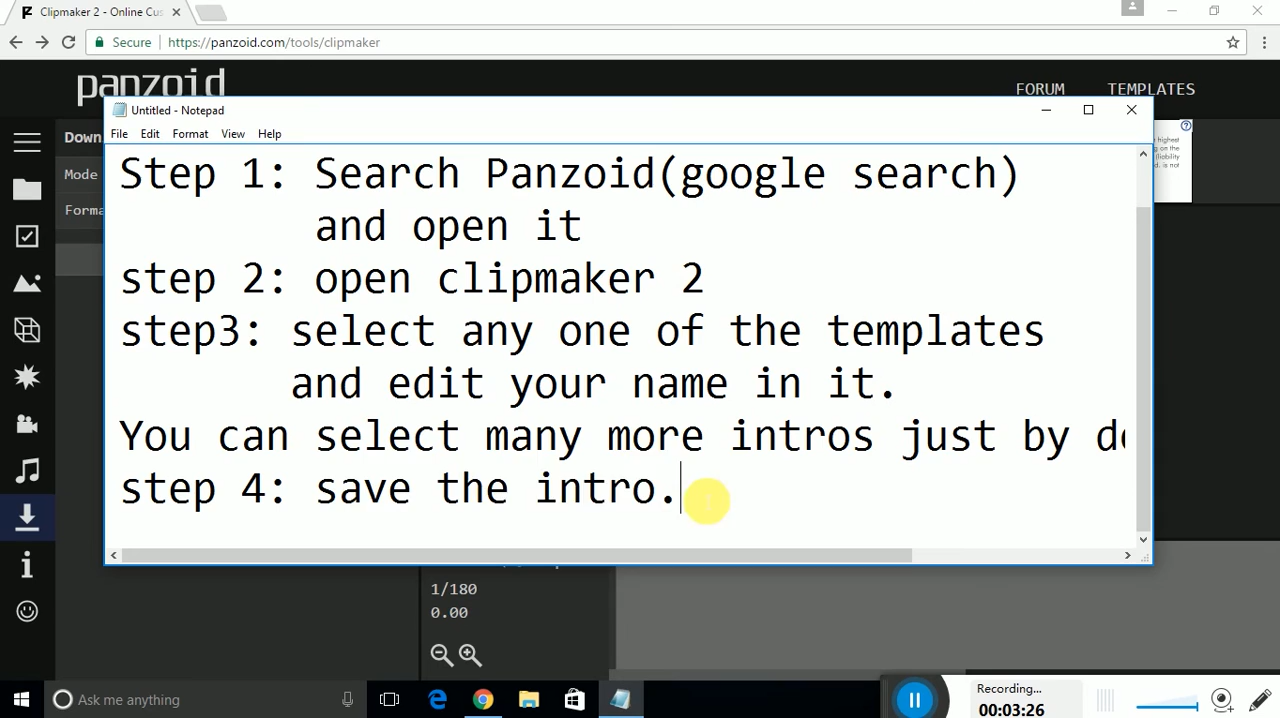 Clipmaker 2 - Online Cus
Secure
https://panzoid.com/tools/clipmaker
panzoid
FORUM
TEMPLATES
Untitled - Notepad
File Edit Format View Help
Down
Mode
Forma
Step 1: Search Panzoid(google search)
and open it
step 2: open clipmaker 2
step3: select any one of the templates
and edit your name in it.
You can select many more intros just by
step 4: save the intro.
1/180
0.00
Ask me anything
Recording...
00:03:26